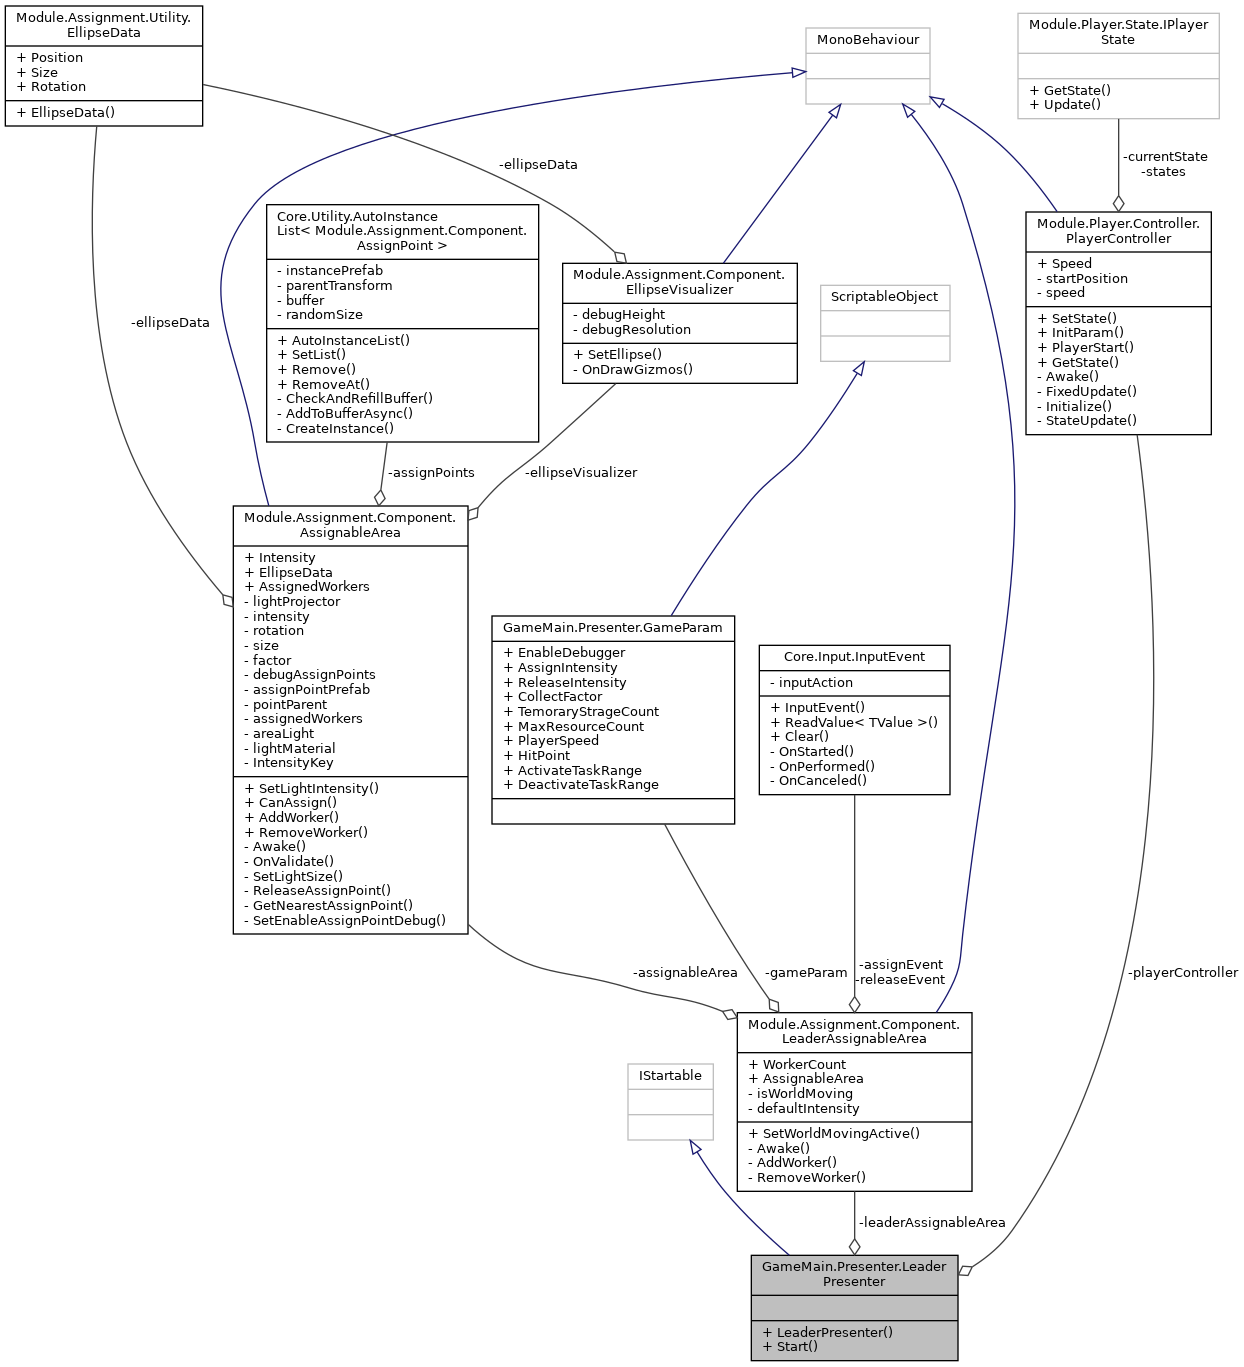 Module.Assignment.Utility.
EllipseData
+ Position
+ Size
+ Rotation
+ EllipseData()
MonoBehaviour
Module.Player.State.IPlayer
State
+ GetState()
+ Update()
-ellipseData
-currentState
-states
Core.Utility.AutoInstance
List< Module.Assignment.Component.
AssignPoint >
- instancePrefab
- parentTransform
- buffer
- randomSize
+ AutoInstanceList()
+ SetList()
+ Remove()
+ RemoveAt()
- CheckAndRefillBuffer()
- AddToBufferAsync()
- CreateInstance()
Module.Assignment.Component.
EllipseVisualizer
- debugHeight
- debugResolution
+ SetEllipse()
- OnDrawGizmos()
ScriptableObject
Module.Player.Controller.
PlayerController
+ Speed
- startPosition
- speed
+ SetState()
+ InitParam()
+ PlayerStart()
+ GetState()
- Awake()
- FixedUpdate()
- Initialize()
- StateUpdate()
-ellipseData
-assignPoints
-ellipseVisualizer
Module.Assignment.Component.
AssignableArea
+ Intensity
+ EllipseData
+ AssignedWorkers
- lightProjector
- intensity
- rotation
- size
- factor
- debugAssignPoints
- assignPointPrefab
- pointParent
- assignedWorkers
- areaLight
- lightMaterial
- IntensityKey
+ SetLightIntensity()
+ CanAssign()
+ AddWorker()
+ RemoveWorker()
- Awake()
- OnValidate()
- SetLightSize()
- ReleaseAssignPoint()
- GetNearestAssignPoint()
- SetEnableAssignPointDebug()
GameMain.Presenter.GameParam
+ EnableDebugger
+ AssignIntensity
+ ReleaseIntensity
+ CollectFactor
+ TemoraryStrageCount
+ MaxResourceCount
+ PlayerSpeed
+ HitPoint
+ ActivateTaskRange
+ DeactivateTaskRange
Core.Input.InputEvent
- inputAction
+ InputEvent()
+ ReadValue< TValue >()
+ Clear()
- OnStarted()
- OnPerformed()
- OnCanceled()
-assignableArea
-gameParam
-assignEvent
-releaseEvent
-playerController
Module.Assignment.Component.
LeaderAssignableArea
+ WorkerCount
+ AssignableArea
- isWorldMoving
- defaultIntensity
+ SetWorldMovingActive()
- Awake()
- AddWorker()
- RemoveWorker()
IStartable
-leaderAssignableArea
GameMain.Presenter.Leader
Presenter
+ LeaderPresenter()
+ Start()